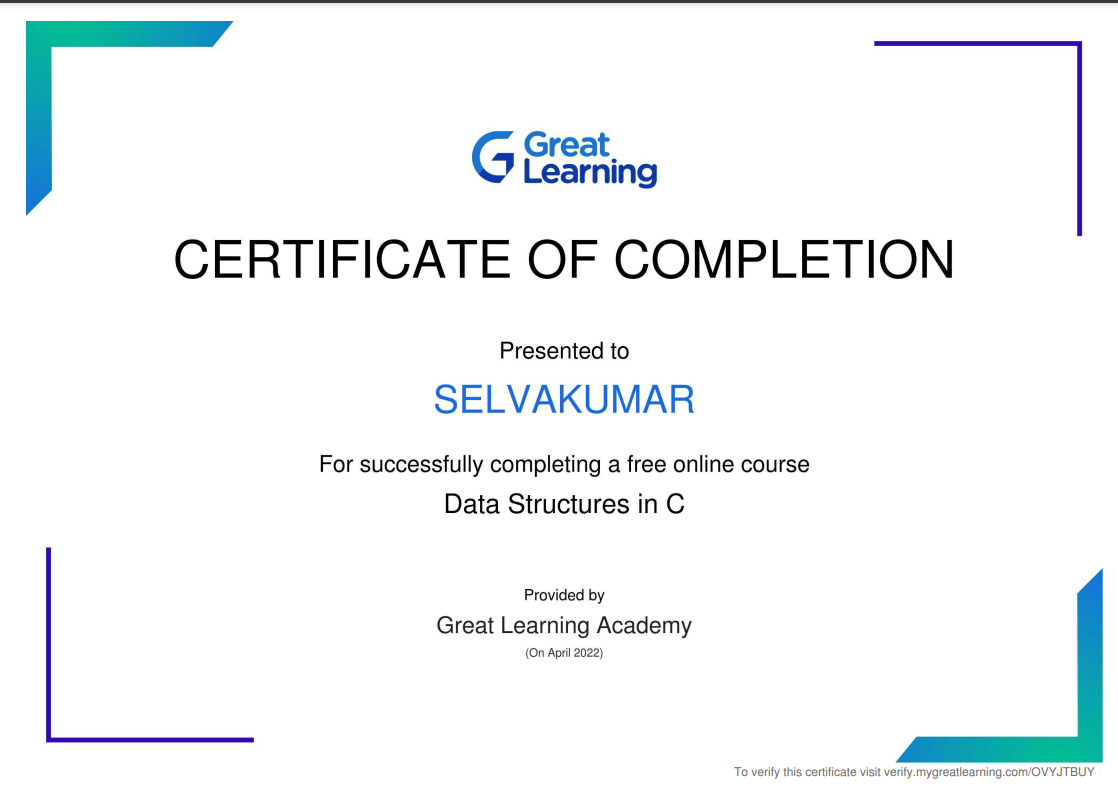 Great
Learning
CERTIFICATE OF COMPLETION
Presented to
SELVAKUMAR
For successfully completing a free online course
Data Structures in C
Provided by
Great Learning Academy
(On April 2022)
To verify this certificate visit verify.mygreatlearning.com/OVYJTBUY